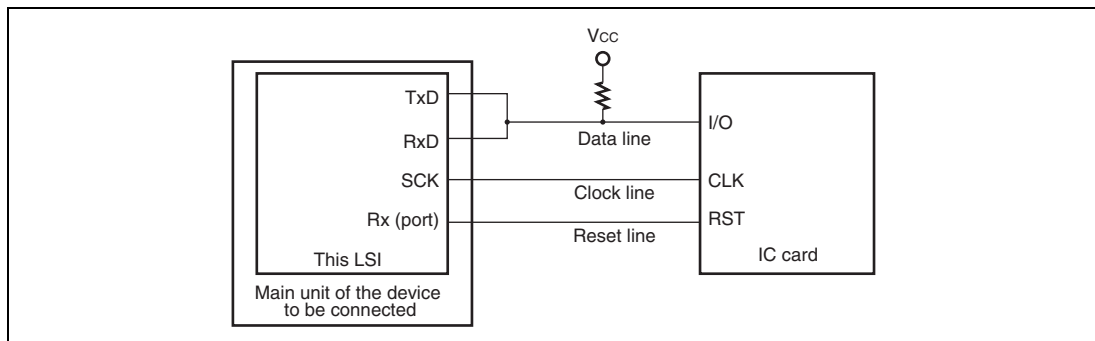 Vcc
TxD
RxD
Data line
I/O
SCK
Clock line
CLK
Rx (port)
Reset line
RST
This LSI
IC card
Main unit of the device
to be connected